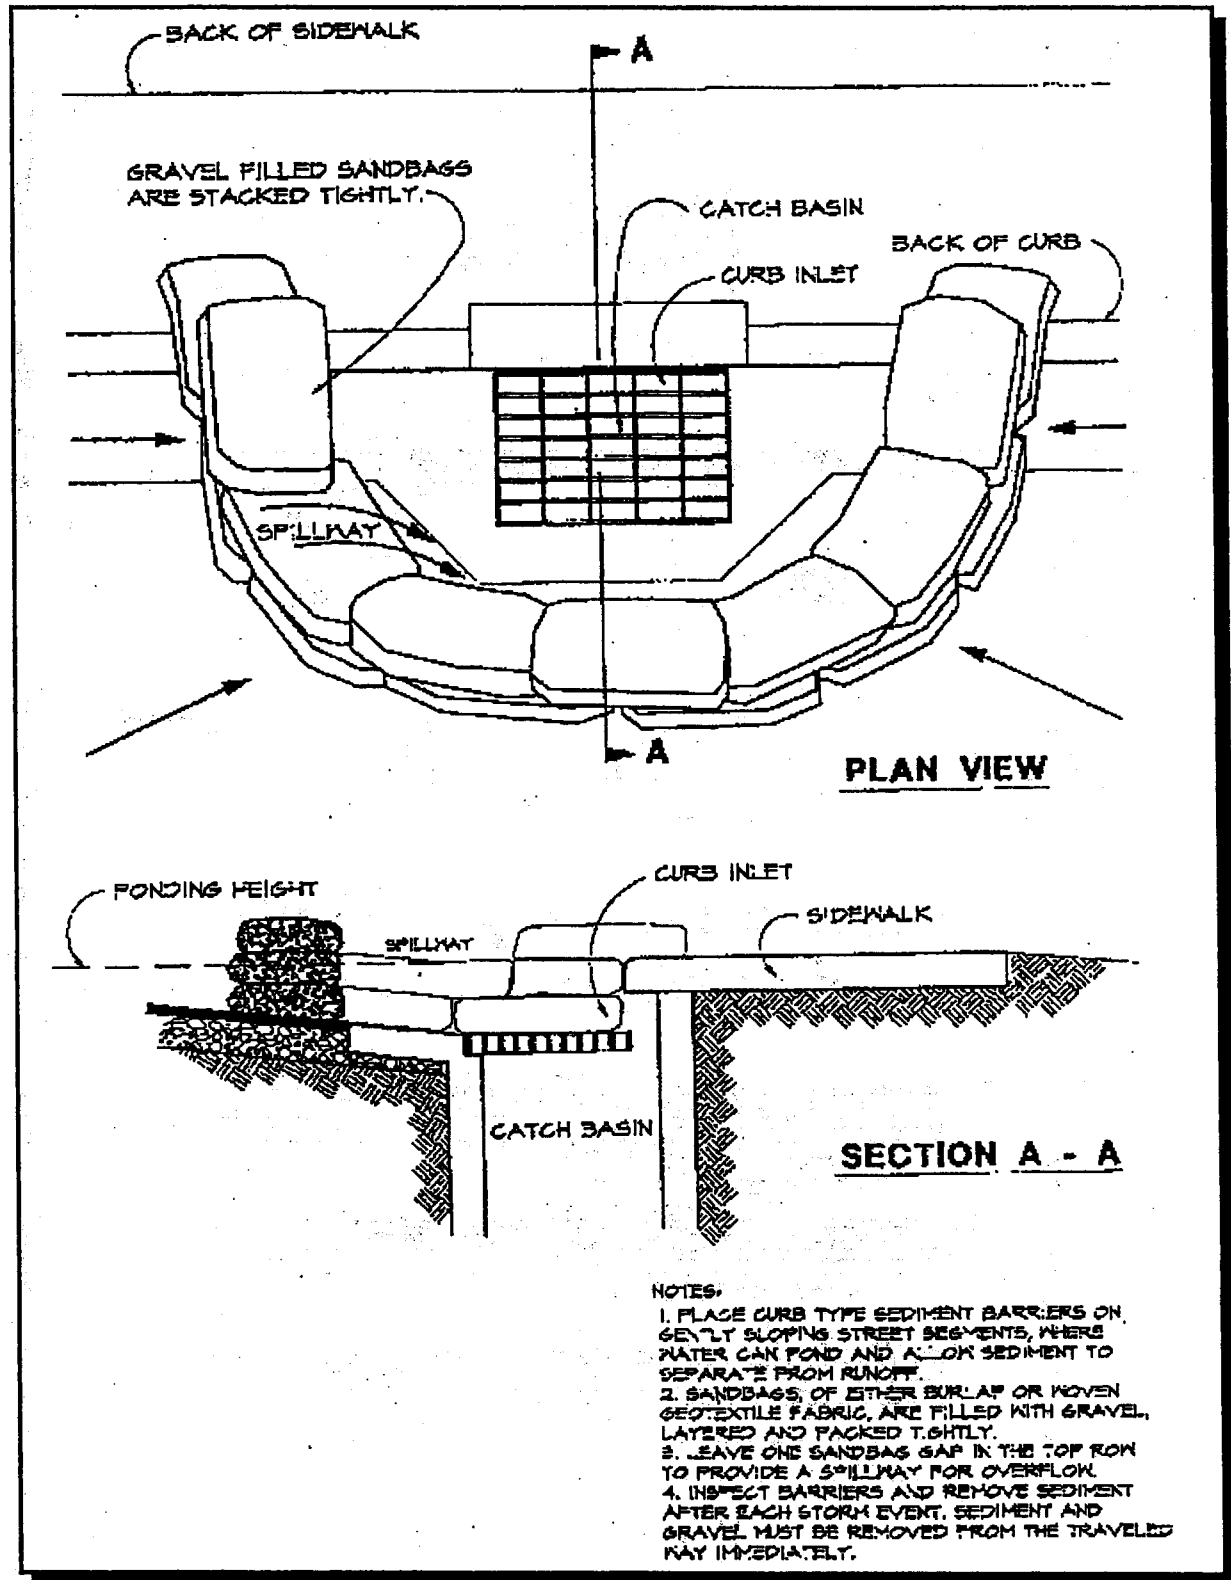 BACK OF SIDEWALK
A
GRAVEL FILLED SANDBAGS
ARE STACKED TIGHTLY.
CATCH BASIN
BACK OF CURB
CURB INLET
SPILLWAY
A
PLAN VIEW
PONDING HEIGHT
CURB INLET
SIDEWALK
SPILLWAY
CATCH BASIN
SECTION A - A
NOTES:
1. PLACE CURB TYPE SEDIMENT BARRIERS ON
GENTLY SLOPING STREET SEGMENTS, WHERE
WATER CAN POND AND ALLOW SEDIMENT TO
SEPARATE FROM RUNOFF.
2. SANDBAGS, OF EITHER BURLAP OR WOVEN
GEOTEXTILE FABRIC, ARE FILLED WITH GRAVEL,
LAYERED AND PACKED TIGHTLY.
3. LEAVE ONE SANDBAG GAP IN THE TOP ROW
TO PROVIDE A SPILLWAY FOR OVERFLOW.
4. INSPECT BARRIERS AND REMOVE SEDIMENT
AFTER EACH STORM EVENT. SEDIMENT AND
GRAVEL MUST BE REMOVED FROM THE TRAVELED
WAY IMMEDIATELY.